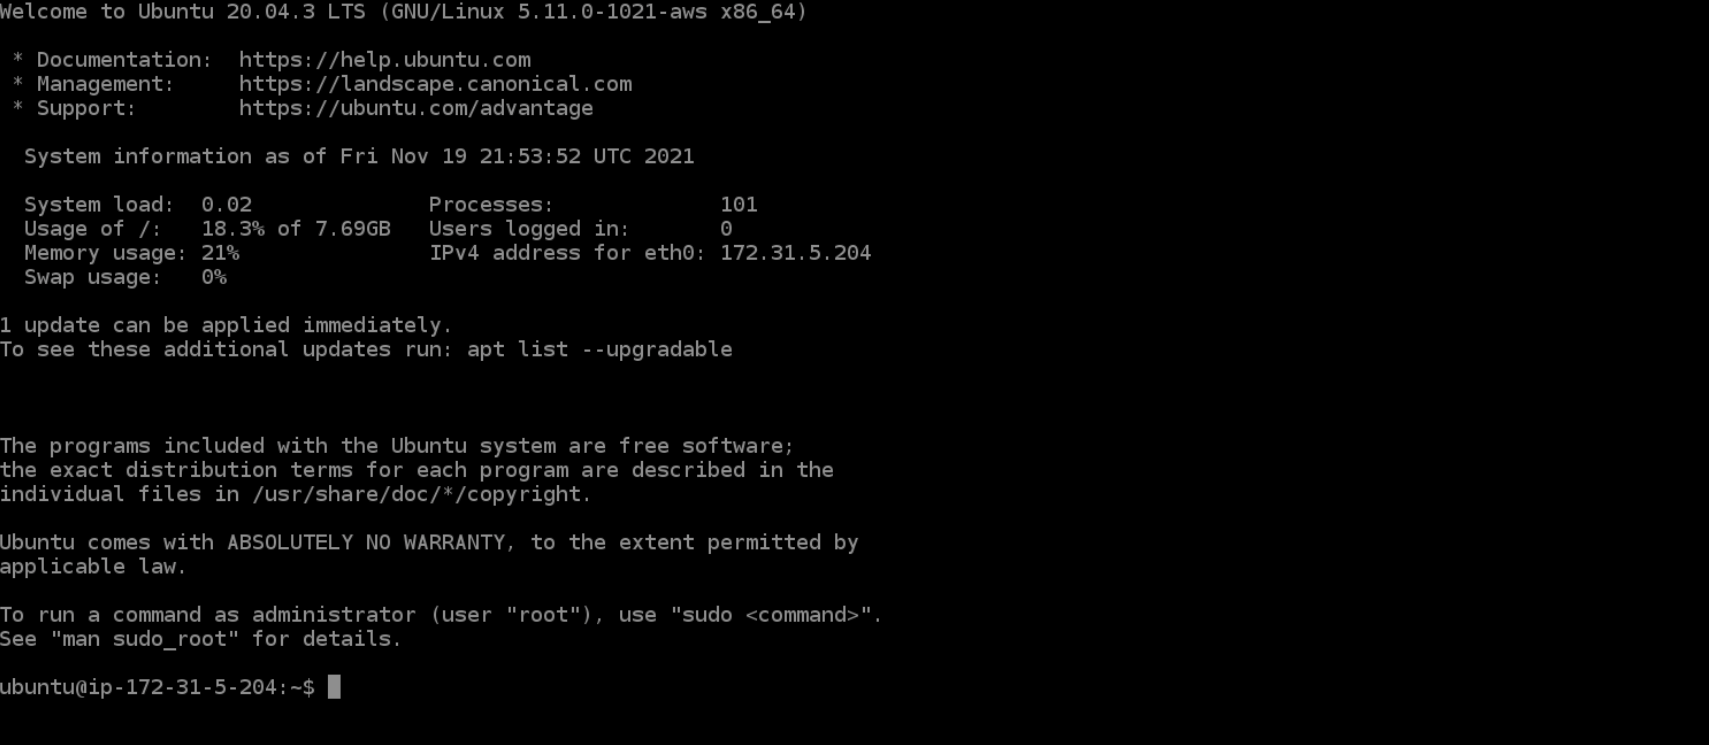 Welcome to Ubuntu 20.04.3 LTS (GNU/Linux 5.11.0-1021-aws x86_64)
* Documentation: https://help.ubuntu.com
* Management: https://landscape.canonical.com
* Support: https://ubuntu.com/advantage
System information as of Fri Nov 19 21:53:52 UTC 2021
System load: 0.02 Processes: 101
Usage of /: 18.3% of 7.69GB Users logged in: 0
Memory usage: 21% IPv4 address for eth0: 172.31.5.204
Swap usage: 0%
1 update can be applied immediately.
To see these additional updates run: apt list --upgradable
The programs included with the Ubuntu system are free software;
the exact distribution terms for each program are described in the
individual files in /usr/share/doc/*/copyright.
Ubuntu comes with ABSOLUTELY NO WARRANTY, to the extent permitted by
applicable law.
To run a command as administrator (user "root"), use "sudo <command>".
See "man sudo_root" for details.
ubuntu@ip-172-31-5-204:~$